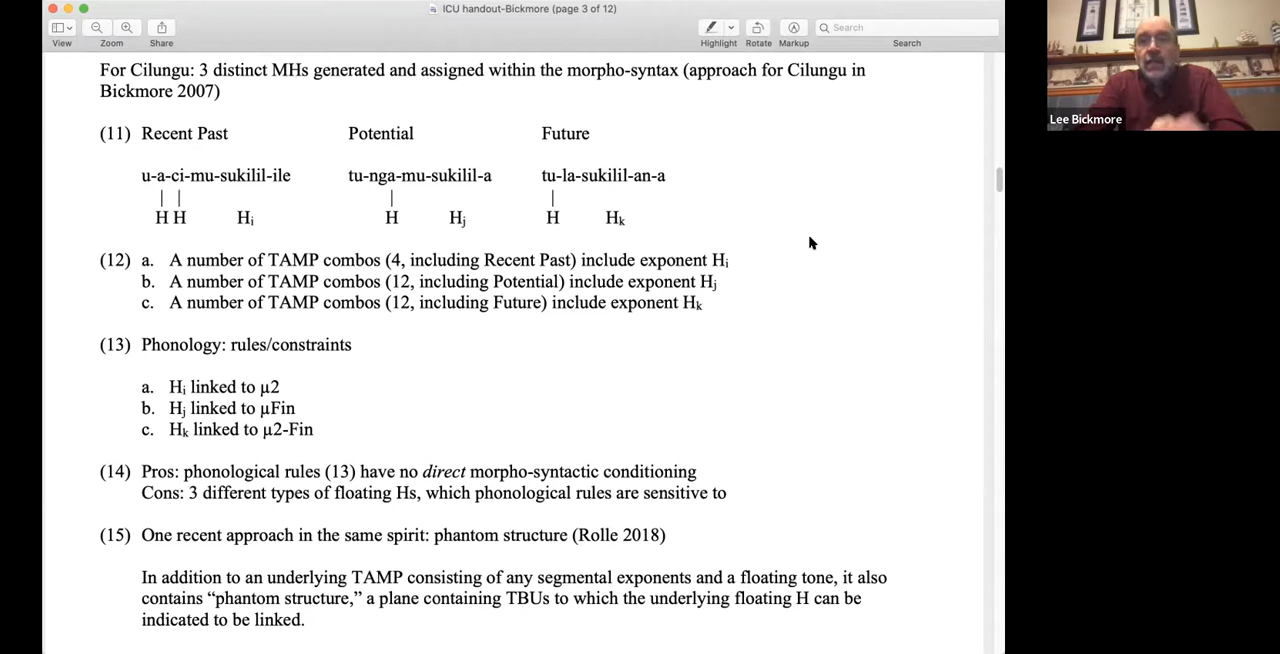 ICU handout-Bickmore (page 3 of 12)
View Zoom Share Highlight Rotate Markup Search
Search
For Cilungu: 3 distinct MHs generated and assigned within the morpho-syntax (approach for Cilungu in
Bickmore 2007)
(11) Recent Past Potential Future
u-a-ci-mu-sukilil-ile tu-nga-mu-sukilil-a tu-la-sukilil-an-a
| | | |
H H Hi H Hj H Hk
(12) a. A number of TAMP combos (4, including Recent Past) include exponent Hi
b. A number of TAMP combos (12, including Potential) include exponent Hj
c. A number of TAMP combos (12, including Future) include exponent Hk
(13) Phonology: rules/constraints
a. Hi linked to μ2
b. Hj linked to μFin
c. Hk linked to μ2-Fin
(14) Pros: phonological rules (13) have no direct morpho-syntactic conditioning
Cons: 3 different types of floating Hs, which phonological rules are sensitive to
(15) One recent approach in the same spirit: phantom structure (Rolle 2018)
In addition to an underlying TAMP consisting of any segmental exponents and a floating tone, it also
contains “phantom structure,” a plane containing TBUs to which the underlying floating H can be
indicated to be linked.
Lee Bickmore